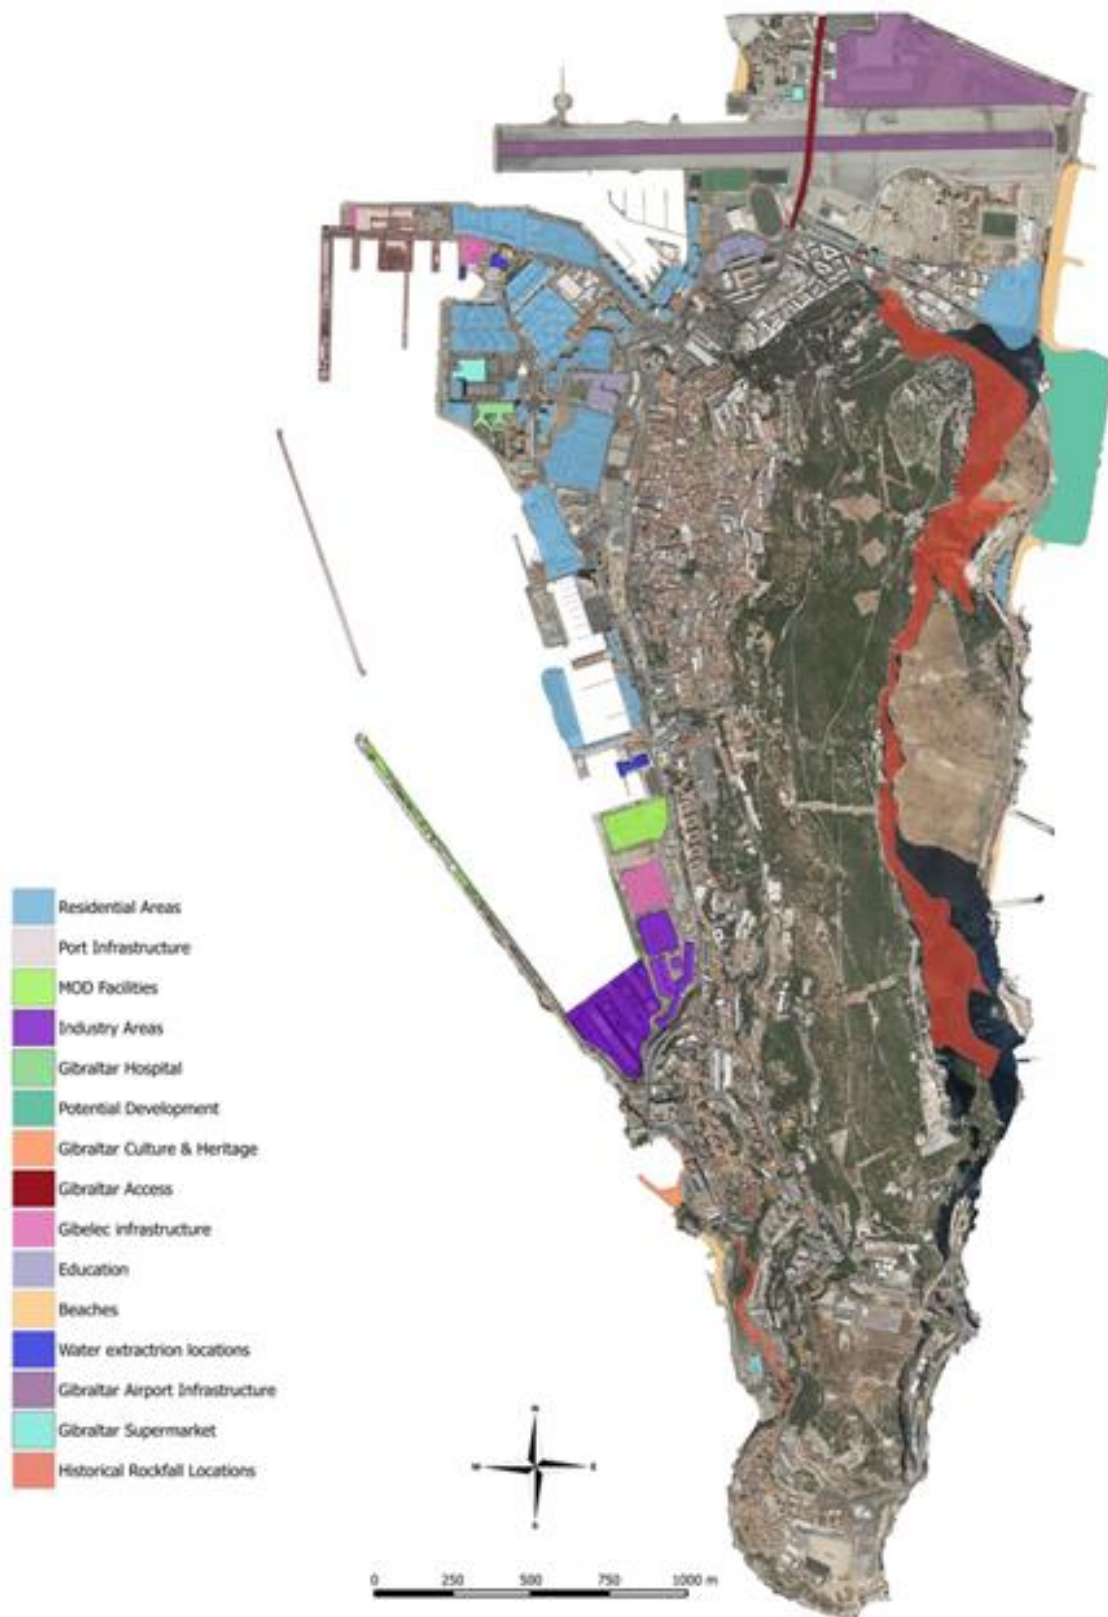 Residential Areas
Port Infrastructure
MOD Facilities
Industry Areas
Gibraltar Hospital
Potential Development
Gibraltar Culture & Heritage
Gibraltar Access
Gibelec infrastructure
Education
Beaches
Water extractrion locations
Gibraltar Airport Infrastructure
Gibraltar Supermarket
Historical Rockfall Locations
N
W E
S
0 250 500 750 1000 m